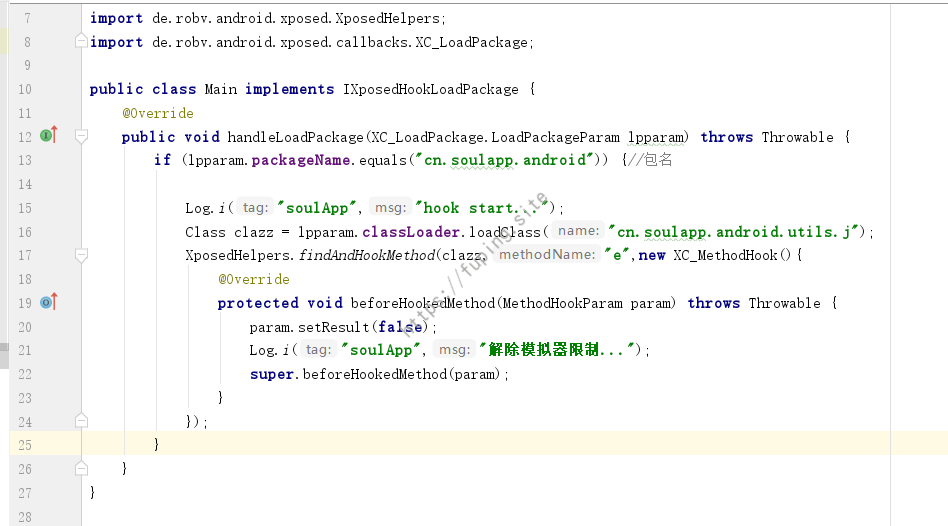 7 import de.robv.android.xposed.XposedHelpers;
8 import de.robv.android.xposed.callbacks.XC_LoadPackage;
9
10 public class Main implements IXposedHookLoadPackage {
11 @Override
12 public void handleLoadPackage(XC_LoadPackage.LoadPackageParam lpparam) throws Throwable {
13 if (lpparam.packageName.equals("cn.soulapp.android")) {//包名
14
15 Log.i( tag: "soulApp", msg: "hook start...");
16 Class clazz = lpparam.classLoader.loadClass( name: "cn.soulapp.android.utils.j");
17 XposedHelpers.findAndHookMethod(clazz, methodName: "e",new XC_MethodHook(){
18 @Override
19 protected void beforeHookedMethod(MethodHookParam param) throws Throwable {
20 param.setResult(false);
21 Log.i( tag: "soulApp", msg: "解除模拟器限制...");
22 super.beforeHookedMethod(param);
23 }
24 });
25 }
26 }
27 }
28
https://fuping.site